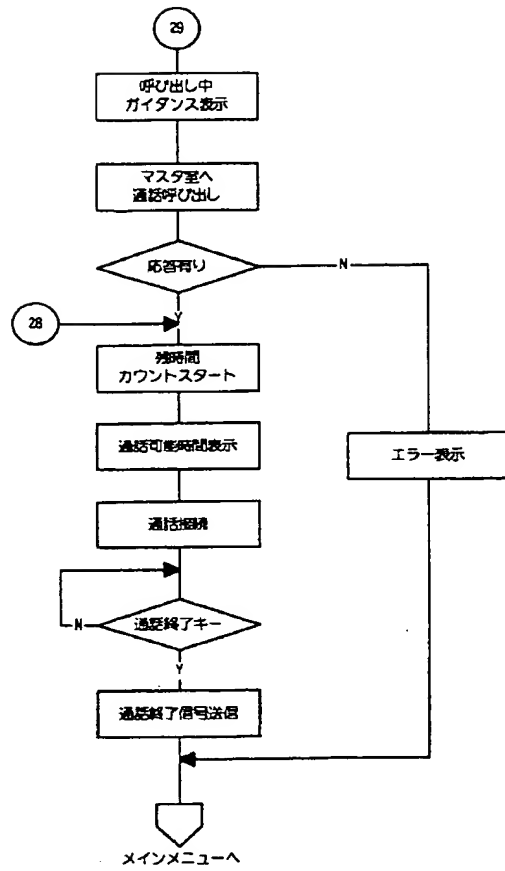 29
呼び出し中
ガイダンス表示
マスタ室へ
通話呼び出し
応答有り
N
Y
28
残時間
カウントスタート
通話可能時間表示
エラー表示
通話接続
N
通話終了キー
Y
通話終了信号送信
メインメニューへ